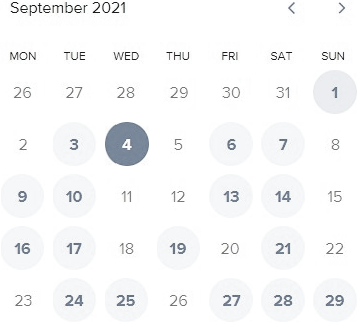 September 2021
MON TUE WED THU FRI SAT SUN
26 27 28 29 30 31 1
2 3 4 5 6 7 8
9 10 11 12 13 14 15
16 17 18 19 20 21 22
23 24 25 26 27 28 29